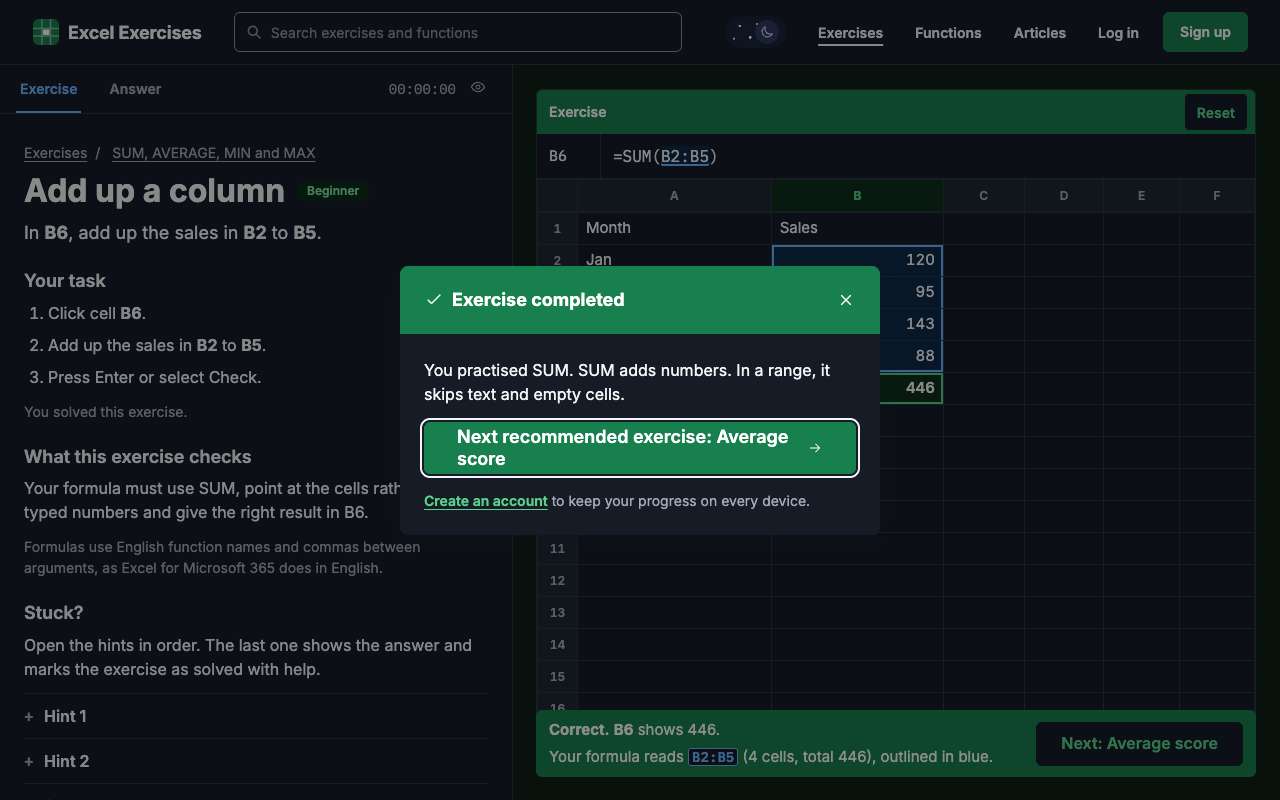 Excel Exercises
Search exercises and functions
Exercises
Functions
Articles
Log in
Sign up
Exercise
Answer
00:00:00
Exercises / SUM, AVERAGE, MIN and MAX
Add up a column
Beginner
In B6, add up the sales in B2 to B5.
Your task
1. Click cell B6.
2. Add up the sales in B2 to B5.
3. Press Enter or select Check.
You solved this exercise.
What this exercise checks
Your formula must use SUM, point at the cells
typed numbers and give the right result in B6.
Formulas use English function names and commas between
arguments, as Excel for Microsoft 365 does in English.
Stuck?
Open the hints in order. The last one shows the answer and
marks the exercise as solved with help.
+ Hint 1
+ Hint 2
Exercise
Reset
B6 =SUM(B2:B5)
A B C D E F
1 Month Sales
2 Jan 120
95
143
88
446
11
12
13
14
15
16
Exercise completed
You practised SUM. SUM adds numbers. In a range, it
skips text and empty cells.
Next recommended exercise: Average
score →
Create an account to keep your progress on every device.
Correct. B6 shows 446.
Your formula reads B2:B5 (4 cells, total 446), outlined in blue.
Next: Average score